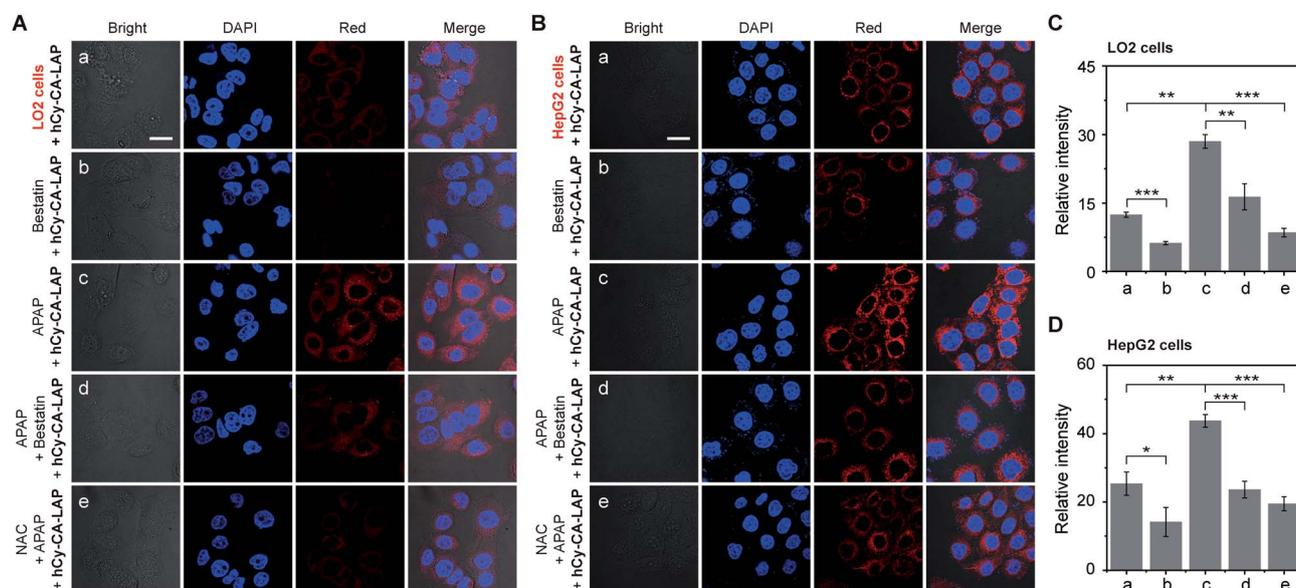 A
Bright
DAPI
Red
Merge
LO2 cells
+ hCy-CA-LAP
a
Bestatin
+ hCy-CA-LAP
b
APAP
+ hCy-CA-LAP
c
APAP
+ Bestatin
+ hCy-CA-LAP
d
NAC
+ APAP
+ hCy-CA-LAP
e
B
Bright
DAPI
Red
Merge
HepG2 cells
+ hCy-CA-LAP
a
Bestatin
+ hCy-CA-LAP
b
APAP
+ hCy-CA-LAP
c
APAP
+ Bestatin
+ hCy-CA-LAP
d
NAC
+ APAP
+ hCy-CA-LAP
e
C
LO2 cells
Relative intensity
45
30
15
0
** ***
**
***
a b c d e
D
HepG2 cells
Relative intensity
60
40
20
0
** ***
***
*
a b c d e